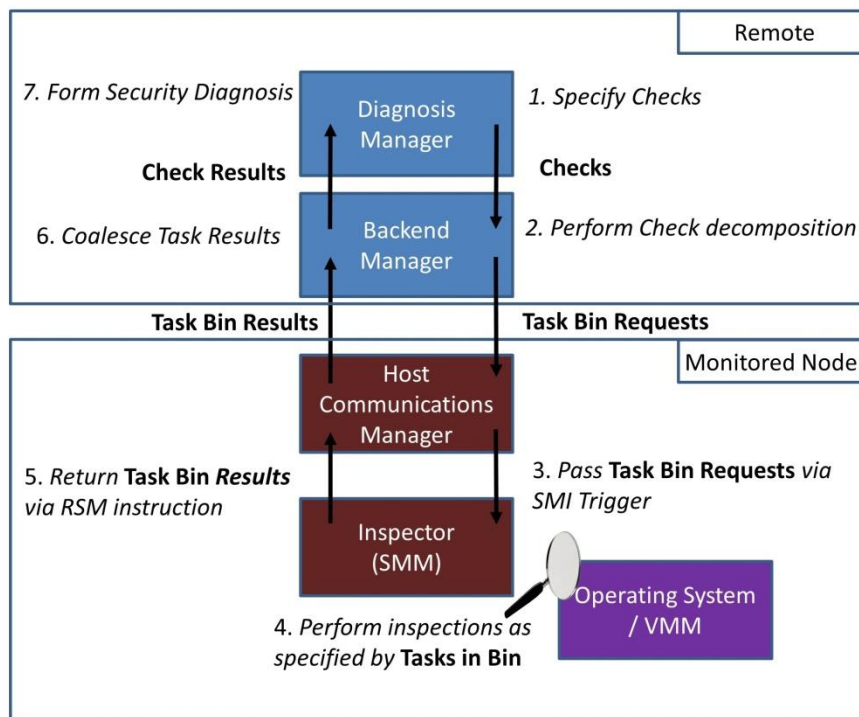 Remote
7. Form Security Diagnosis
Diagnosis
Manager
1. Specify Checks
Check Results
Checks
6. Coalesce Task Results
Backend
Manager
2. Perform Check decomposition
Task Bin Results
Task Bin Requests
Monitored Node
Host
Communications
Manager
5. Return Task Bin Results
via RSM instruction
3. Pass Task Bin Requests via
SMI Trigger
Inspector
(SMM)
Operating System
/ VMM
4. Perform inspections as
specified by Tasks in Bin